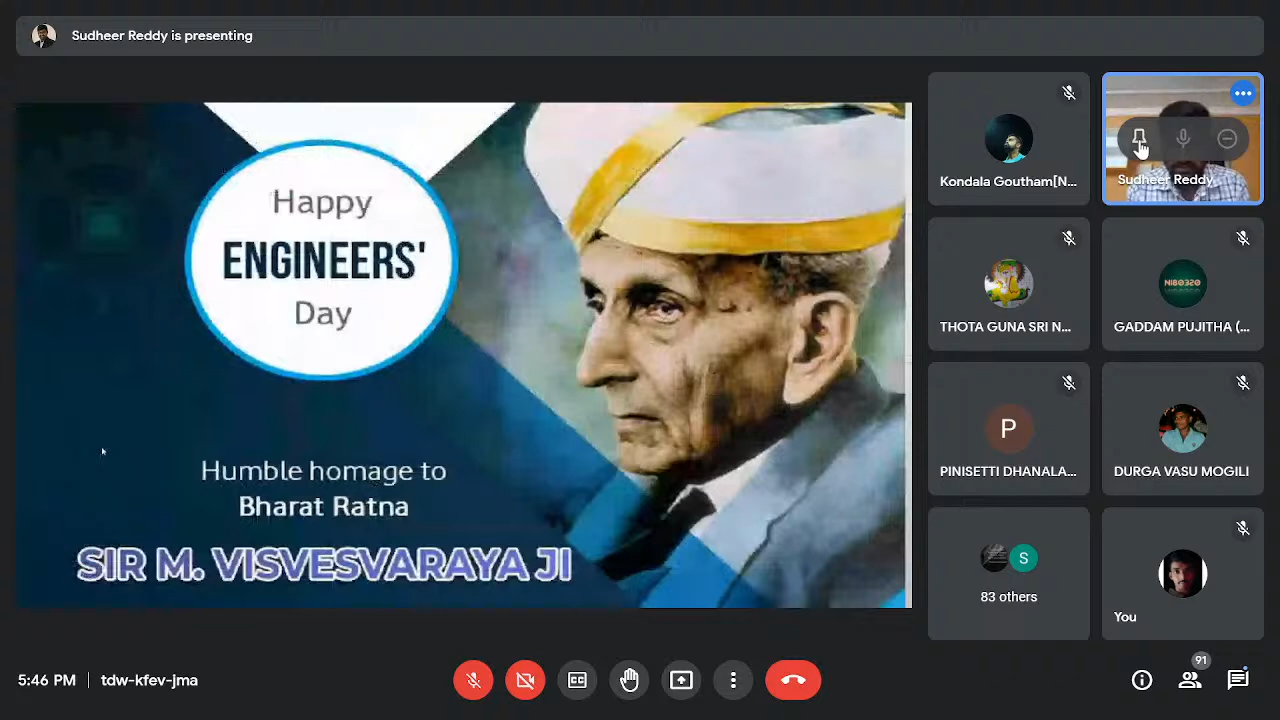 Sudheer Reddy is presenting
Happy
ENGINEERS'
Day
Humble homage to
Bharat Ratna
SIR M. VISVESVARAYA JI
Kondala Goutham[N...
Sudheer Reddy
THOTA GUNA SRI N...
GADDAM PUJITHA (...
P
PINISETTI DHANALA...
DURGA VASU MOGILI
S
83 others
You
5:46 PM | tdw-kfev-jma
CC
91